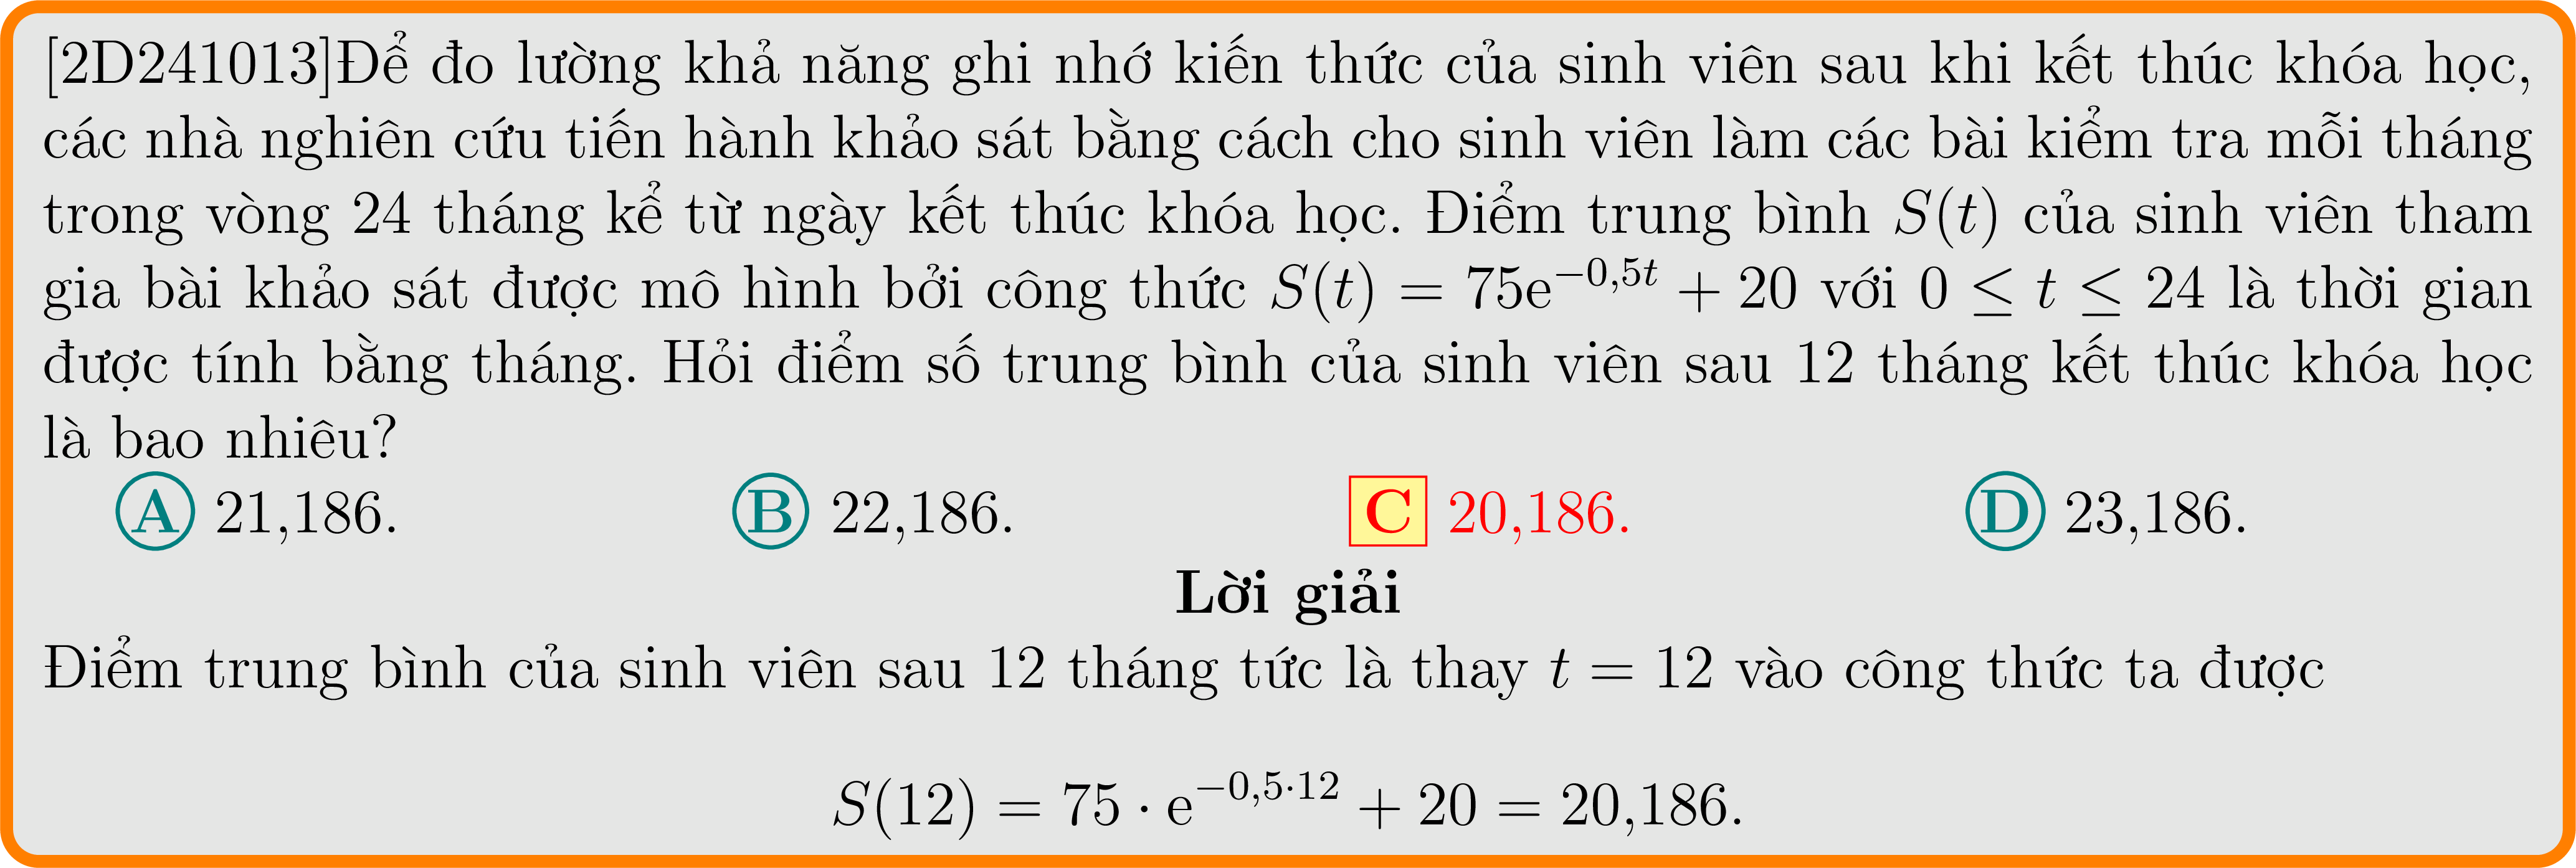 [2D241013]Để đo lường khả năng ghi nhớ kiến thức của sinh viên sau khi kết thúc khóa học,
các nhà nghiên cứu tiến hành khảo sát bằng cách cho sinh viên làm các bài kiểm tra mỗi tháng
trong vòng 24 tháng kể từ ngày kết thúc khóa học. Điểm trung bình S(t) của sinh viên tham
gia bài khảo sát được mô hình bởi công thức S(t) = 75e^{−0,5t} + 20 với 0 ≤ t ≤ 24 là thời gian
được tính bằng tháng. Hỏi điểm số trung bình của sinh viên sau 12 tháng kết thúc khóa học
là bao nhiêu?
A 21,186. B 22,186. C 20,186. D 23,186.
Lời giải
Điểm trung bình của sinh viên sau 12 tháng tức là thay t = 12 vào công thức ta được
S(12) = 75 · e^{−0,5·12} + 20 = 20,186.